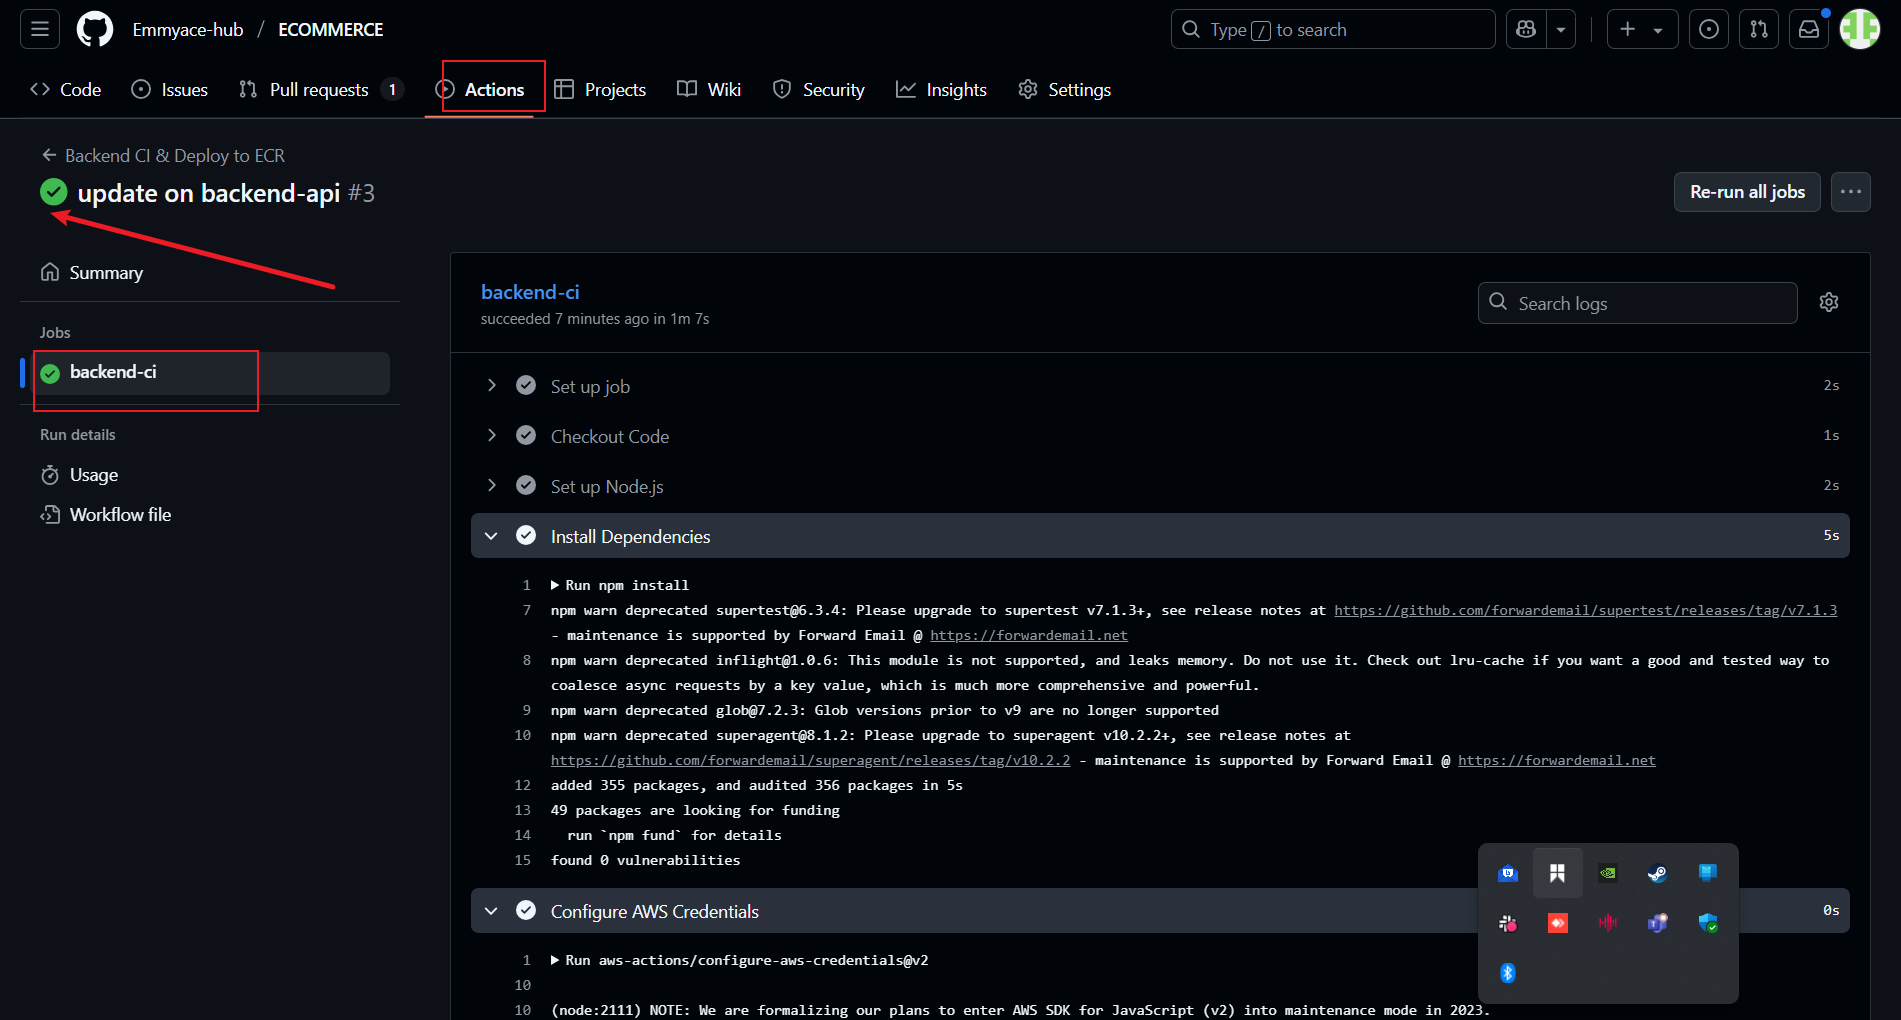 Emmyace-hub / ECOMMERCE
Type / to search
Code
Issues
Pull requests 1
Actions
Projects
Wiki
Security
Insights
Settings
Backend CI & Deploy to ECR
update on backend-api #3
Re-run all jobs
Summary
Jobs
backend-ci
Run details
Usage
Workflow file
backend-ci
succeeded 7 minutes ago in 1m 7s
Search logs
Set up job 2s
Checkout Code 1s
Set up Node.js 2s
Install Dependencies 5s
1 Run npm install
7 npm warn deprecated supertest@6.3.4: Please upgrade to supertest v7.1.3+, see release notes at https://github.com/forwardemail/supertest/releases/tag/v7.1.3
- maintenance is supported by Forward Email @ https://forwardemail.net
8 npm warn deprecated inflight@1.0.6: This module is not supported, and leaks memory. Do not use it. Check out lru-cache if you want a good and tested way to
coalesce async requests by a key value, which is much more comprehensive and powerful.
9 npm warn deprecated glob@7.2.3: Glob versions prior to v9 are no longer supported
10 npm warn deprecated superagent@8.1.2: Please upgrade to superagent v10.2.2+, see release notes at
https://github.com/forwardemail/superagent/releases/tag/v10.2.2 - maintenance is supported by Forward Email @ https://forwardemail.net
12 added 355 packages, and audited 356 packages in 5s
13 49 packages are looking for funding
14 run `npm fund` for details
15 found 0 vulnerabilities
Configure AWS Credentials 0s
1 Run aws-actions/configure-aws-credentials@v2
10
10 (node:2111) NOTE: We are formalizing our plans to enter AWS SDK for JavaScript (v2) into maintenance mode in 2023.